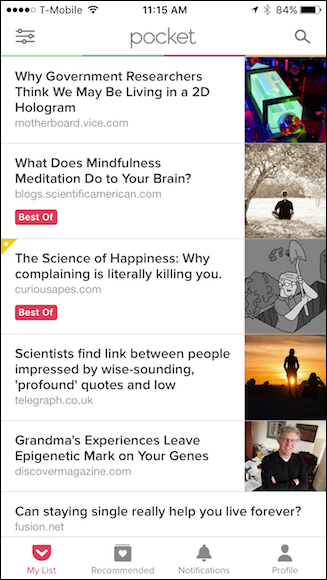 T-Mobile 11:15 AM 84%
pocket
Why Government Researchers
Think We May Be Living in a 2D
Hologram
motherboard.vice.com
What Does Mindfulness
Meditation Do to Your Brain?
blogs.scientificamerican.com
Best Of
The Science of Happiness: Why
complaining is literally killing you.
curiousapes.com
Best Of
Scientists find link between people
impressed by wise-sounding,
'profound' quotes and low
telegraph.co.uk
Grandma's Experiences Leave
Epigenetic Mark on Your Genes
discovermagazine.com
Can staying single really help you live forever?
fusion.net
My List Recommended Notifications Profile